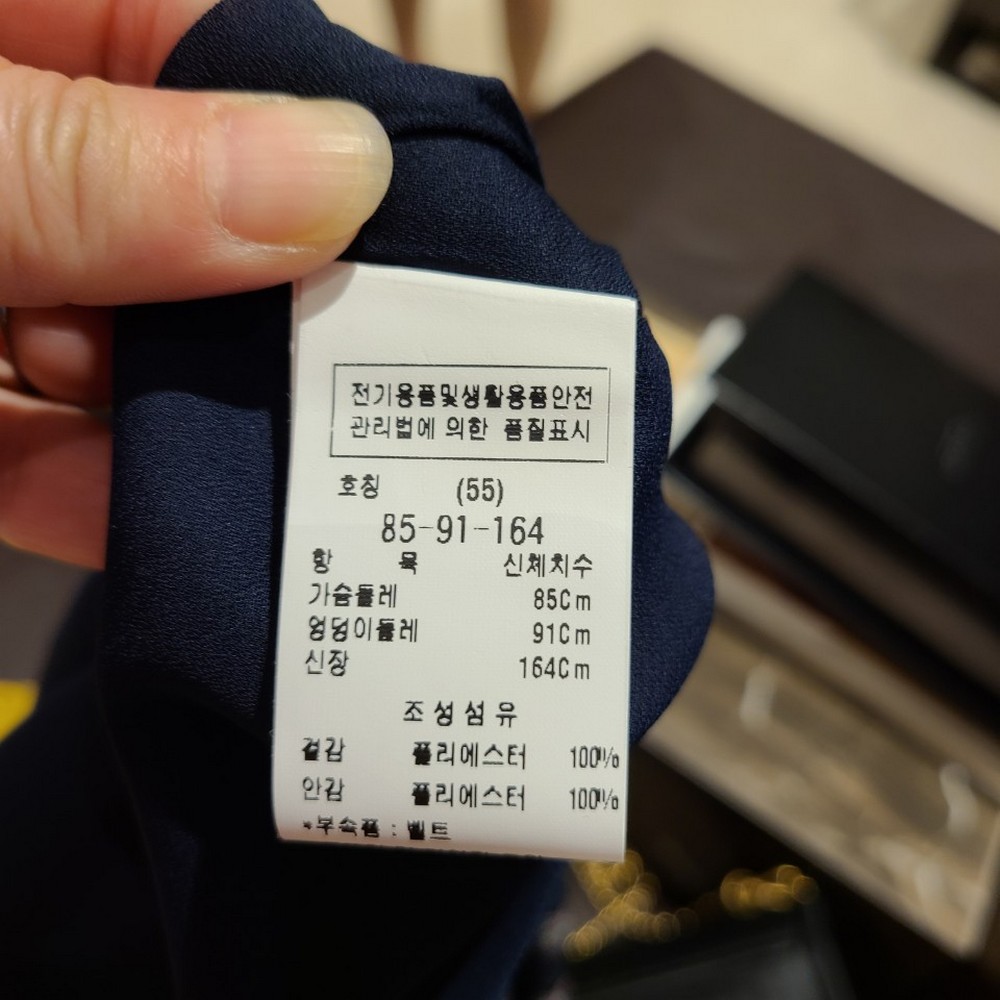 전기용품및생활용품안전
관리법에 의한 품질표시
호칭 (55)
85-91-164
항 목 신체치수
가슴둘레 85Cm
엉덩이둘레 91Cm
신장 164Cm
조성섬유
겉감 폴리에스터 100%
안감 폴리에스터 100%
*부속품 : 벨트